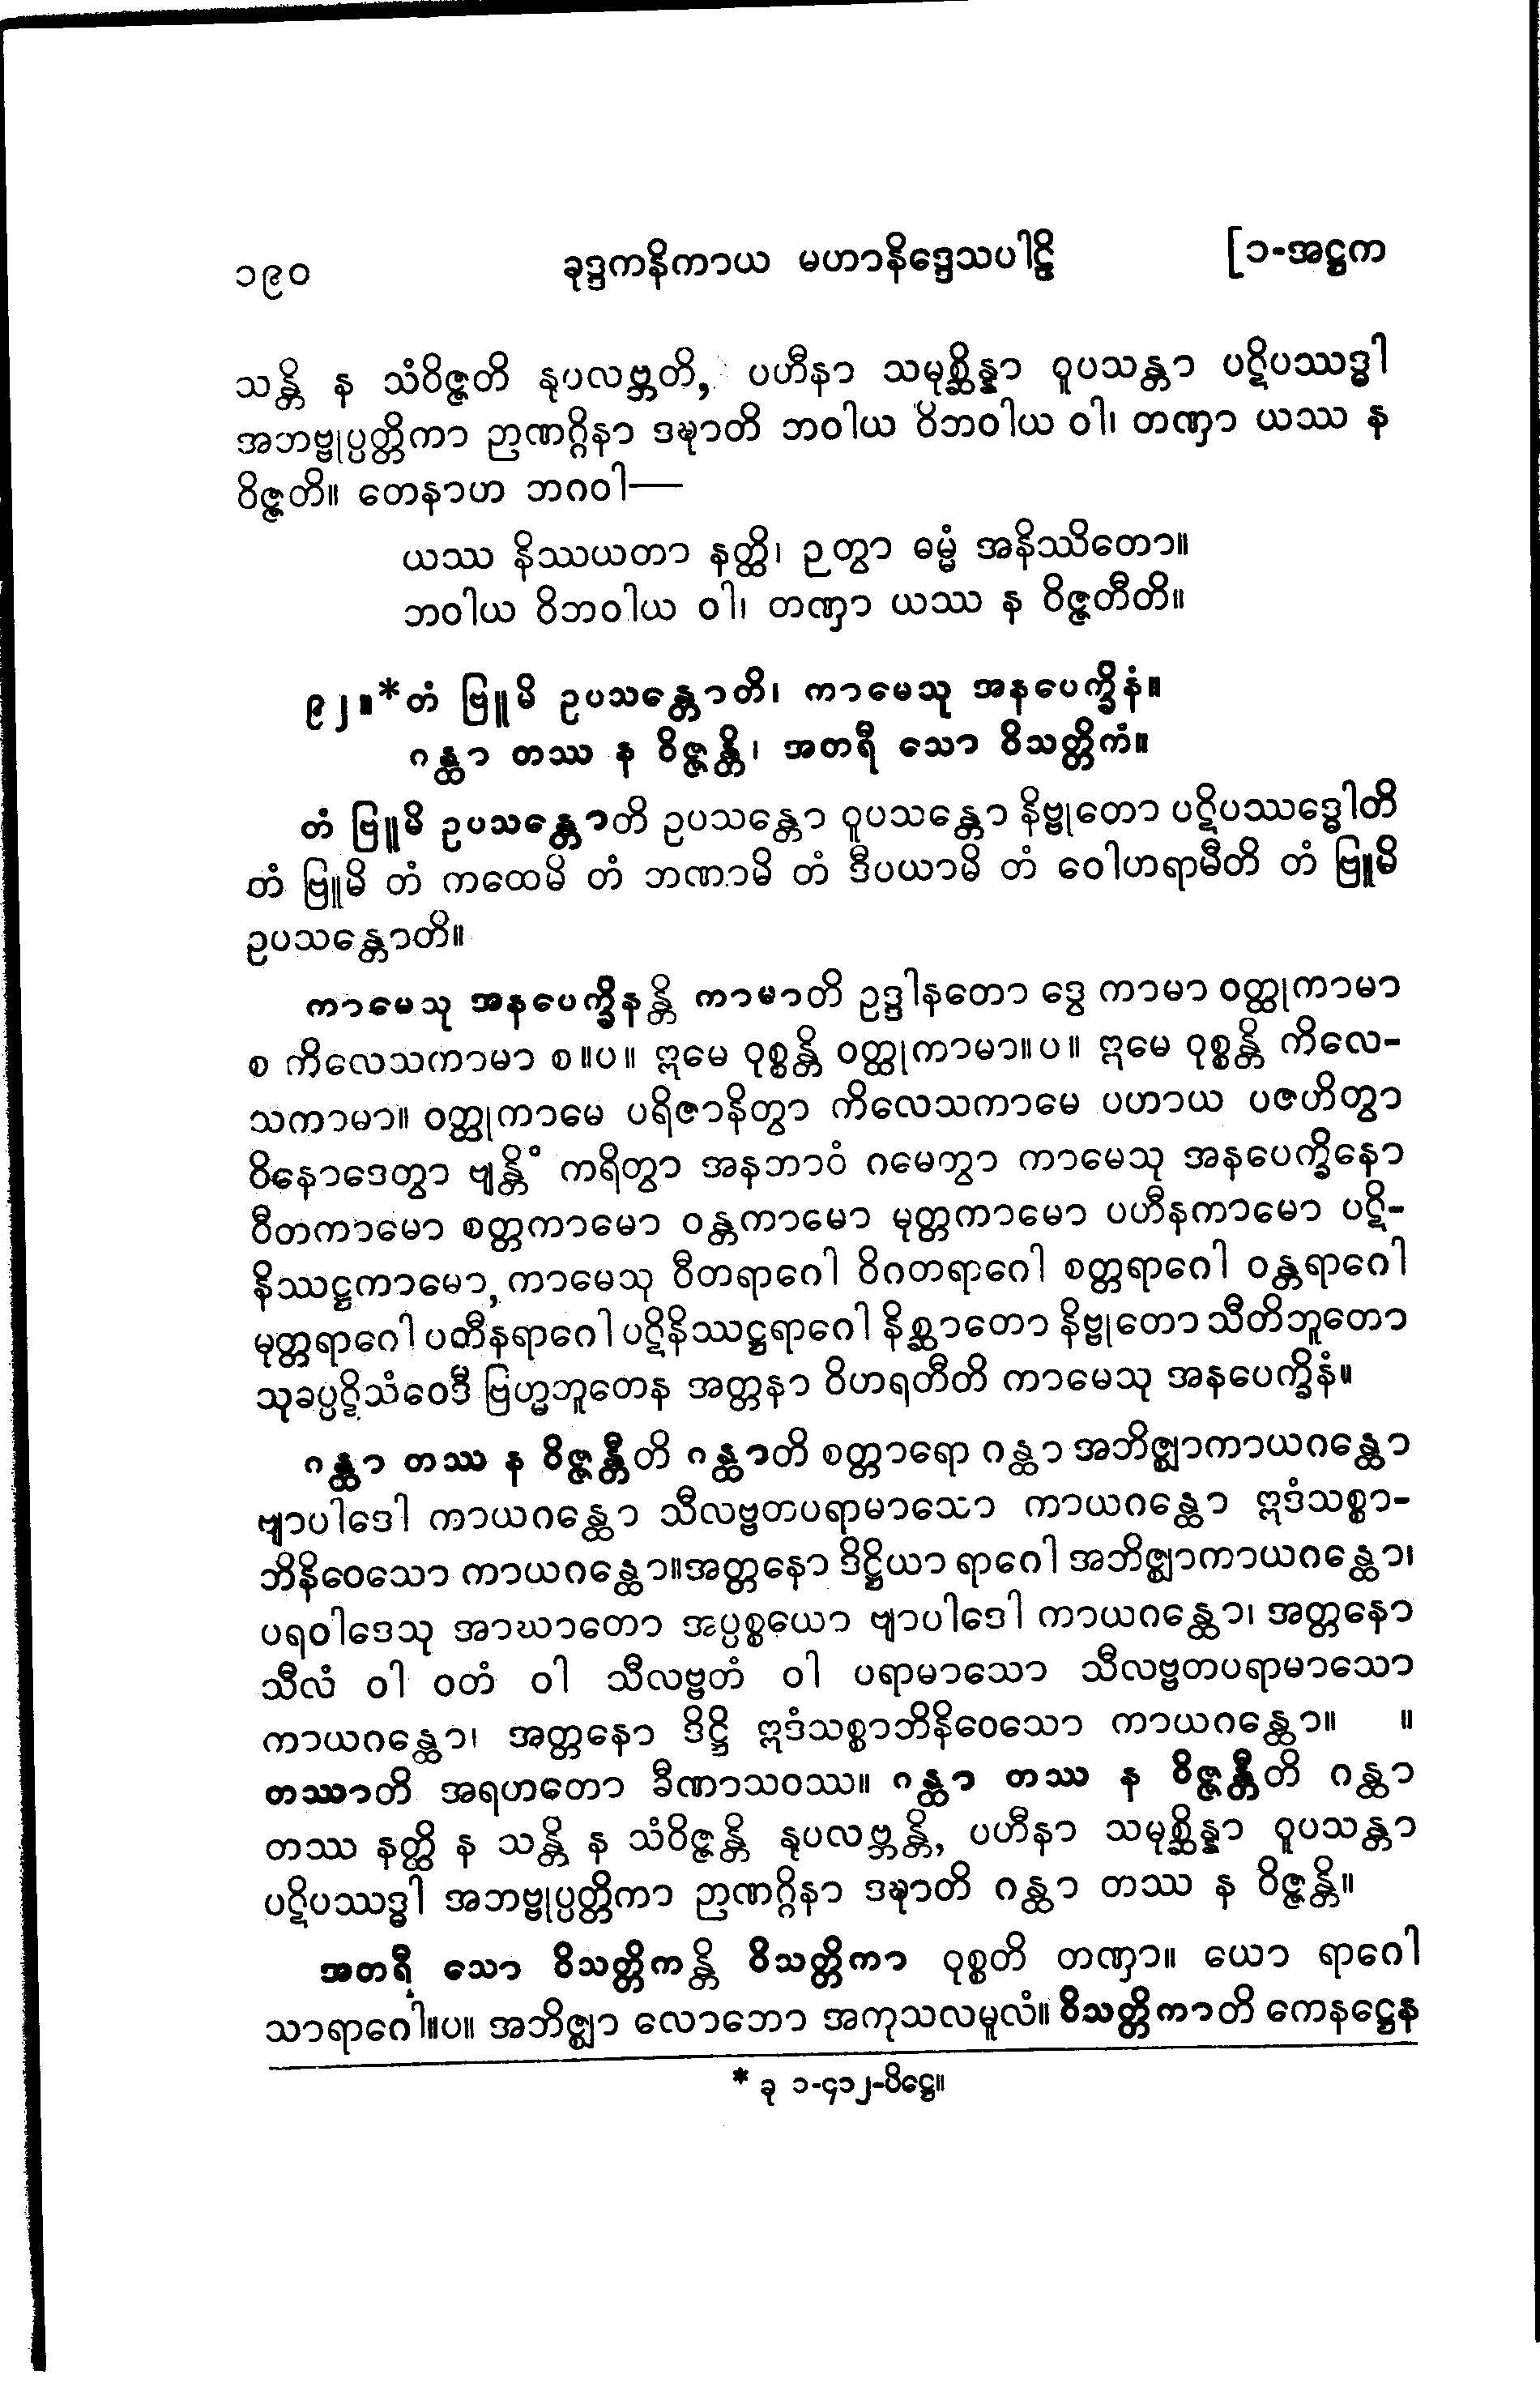 ၁၉၀ ခုဒ္ဒကနိကာယ မဟာနိဒ္ဒေသပါဠိ [၁-အဋ္ဌက
သန္တိ န သံဝိဇ္ဇတိ နုပလဗ္ဘတိ, ပဟီနာ သမုစ္ဆိန္နာ ဝူပသန္တာ ပဋိပဿဒ္ဓါ
အဘဗ္ဗုပ္ပတ္တိကာ ဉာဏဂ္ဂိနာ ဒဍ္ဎာတိ ဘဝါယ ဝိဘဝါယ ဝါ၊ တဏှာ ယဿ န
ဝိဇ္ဇတိ။ တေနာဟ ဘဂဝါ—
ယဿ နိဿယတာ နတ္ထိ၊ ဉတွာ ဓမ္မံ အနိဿိတော။
ဘဝါယ ဝိဘဝါယ ဝါ၊ တဏှာ ယဿ န ဝိဇ္ဇတီတိ။
၉၂။*တံ ဗြူမိ ဥပသန္တောတိ၊ ကာမေသု အနပေက္ခိနံ။
ဂန္ထာ တဿ န ဝိဇ္ဇန္တိ၊ အတရီ သော ဝိသတ္တိကံ။
တံ ဗြူမိ ဥပသန္တောတိ ဥပသန္တော ဝူပသန္တော နိဗ္ဗုတော ပဋိပဿဒ္ဓေါတိ
တံ ဗြူမိ တံ ကထေမိ တံ ဘဏာမိ တံ ဒီပယာမိ တံ ဝေါဟရာမီတိ တံ ဗြူမိ
ဥပသန္တောတိ။
ကာမေသု အနပေက္ခိနန္တိ ကာမာတိ ဥဒ္ဒါနတော ဒွေ ကာမာ ဝတ္ထုကာမာ
စ ကိလေသကာမာ စ။ပ။ ဣမေ ဝုစ္စန္တိ ဝတ္ထုကာမာ။ပ။ ဣမေ ဝုစ္စန္တိ ကိလေ-
သကာမာ။ ဝတ္ထုကာမေ ပရိဇာနိတွာ ကိလေသကာမေ ပဟာယ ပဇဟိတွာ
ဝိနောဒေတွာ ဗျန္တိံ ကရိတွာ အနဘာဝံ ဂမေတွာ ကာမေသု အနပေက္ခိနော
ဝီတကာမော စတ္တကာမော ဝန္တကာမော မုတ္တကာမော ပဟီနကာမော ပဋိ-
နိဿဋ္ဌကာမော, ကာမေသု ဝီတရာဂေါ ဝိဂတရာဂေါ စတ္တရာဂေါ ဝန္တရာဂေါ
မုတ္တရာဂေါ ပဟီနရာဂေါ ပဋိနိဿဋ္ဌရာဂေါ နိစ္ဆာတော နိဗ္ဗုတော သီတိဘူတော
သုခပ္ပဋိသံဝေဒီ ဗြဟ္မဘူတေန အတ္တနာ ဝိဟရတီတိ ကာမေသု အနပေက္ခိနံ။
ဂန္ထာ တဿ န ဝိဇ္ဇန္တီတိ ဂန္ထာတိ စတ္တာရော ဂန္ထာ အဘိဇ္ဈာကာယဂန္ထော
ဗျာပါဒေါ ကာယဂန္ထော သီလဗ္ဗတပရာမာသော ကာယဂန္ထော ဣဒံသစ္စာ-
ဘိနိဝေသော ကာယဂန္ထော။အတ္တနော ဒိဋ္ဌိယာ ရာဂေါ အဘိဇ္ဈာကာယဂန္ထော၊
ပရဝါဒေသု အာဃာတော အပ္ပစ္စယော ဗျာပါဒေါ ကာယဂန္ထော၊ အတ္တနော
သီလံ ဝါ ဝတံ ဝါ သီလဗ္ဗတံ ဝါ ပရာမာသော သီလဗ္ဗတပရာမာသော
ကာယဂန္ထော၊ အတ္တနော ဒိဋ္ဌိ ဣဒံသစ္စာဘိနိဝေသော ကာယဂန္ထော။ ။
တဿာတိ အရဟတော ခီဏာသဝဿ။ ဂန္ထာ တဿ န ဝိဇ္ဇန္တီတိ ဂန္ထာ
တဿ နတ္ထိ န သန္တိ န သံဝိဇ္ဇန္တိ နုပလဗ္ဘန္တိ, ပဟီနာ သမုစ္ဆိန္နာ ဝူပသန္တာ
ပဋိပဿဒ္ဓါ အဘဗ္ဗုပ္ပတ္တိကာ ဉာဏဂ္ဂိနာ ဒဍ္ဎာတိ ဂန္ထာ တဿ န ဝိဇ္ဇန္တိ။
အတရီ သော ဝိသတ္တိကန္တိ ဝိသတ္တိကာ ဝုစ္စတိ တဏှာ။ ယော ရာဂေါ
သာရာဂေါ။ပ။ အဘိဇ္ဈာ လောဘော အကုသလမူလံ။ ဝိသတ္တိကာတိ ကေနဋ္ဌေန
* ခု ၁-၄၁၂-ပိဋ္ဌေ။